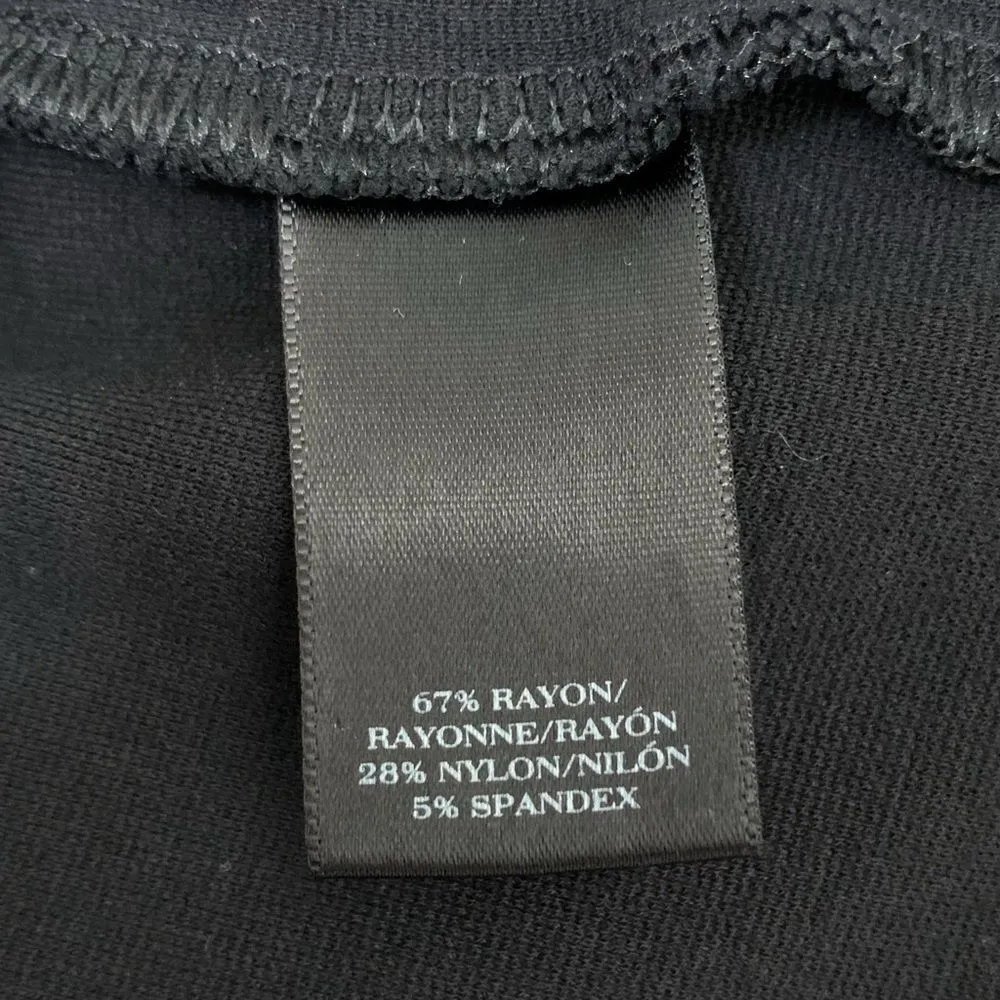 67% RAYON/
RAYONNE/RAYÓN
28% NYLON/NILÓN
5% SPANDEX